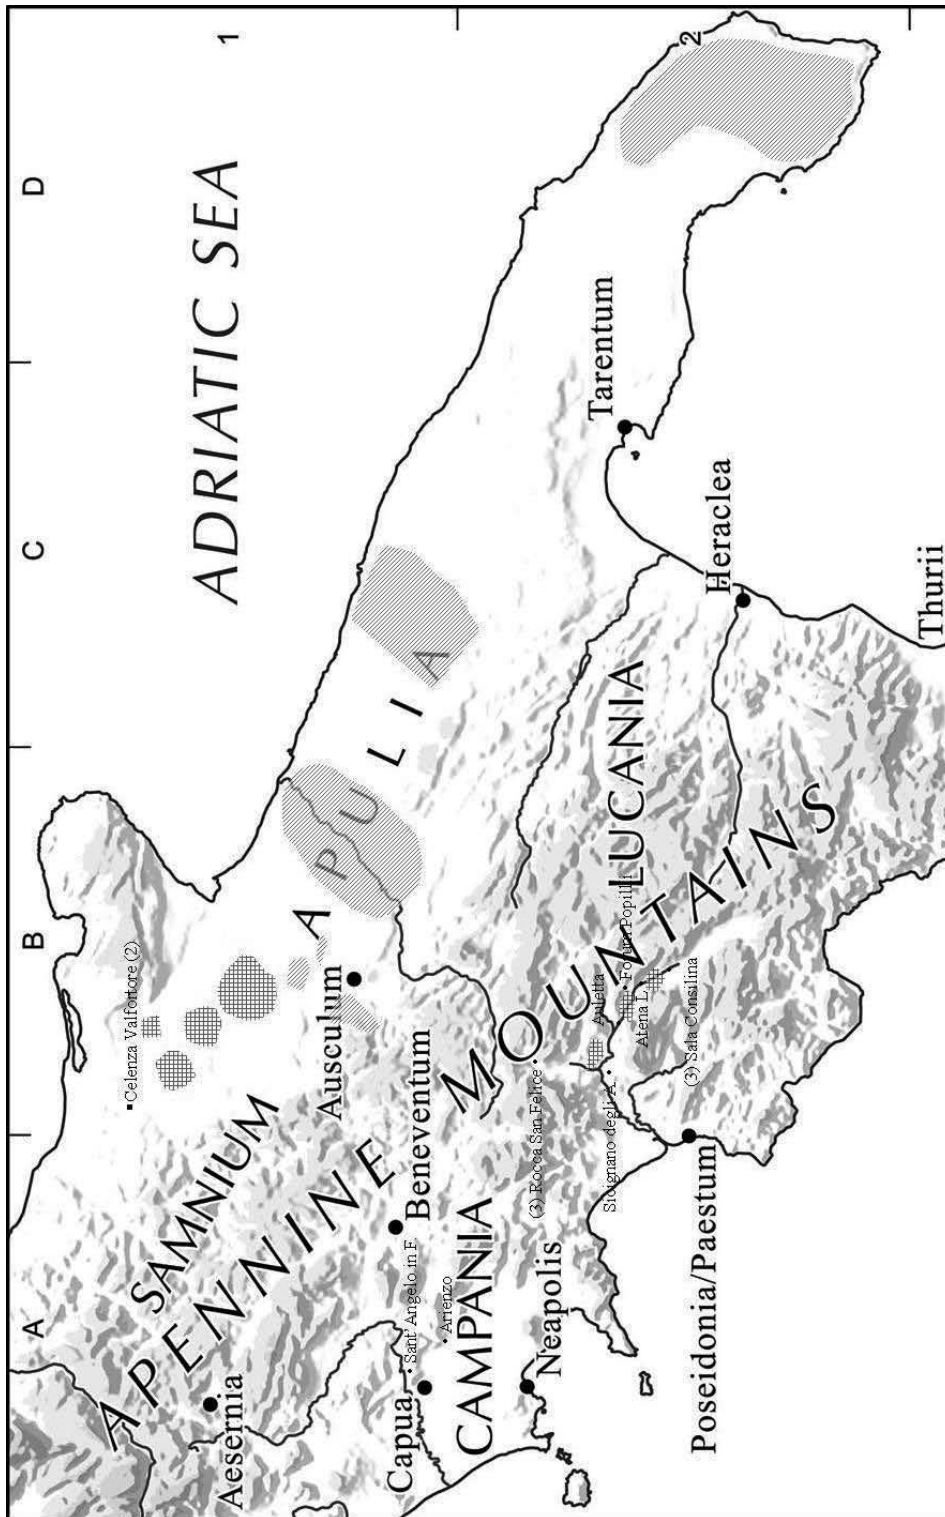 A
B
C
D
1
2
ADRIATIC SEA
■Celenza Valfortore (2)
SAMNIUM
APENNINE MOUNTAINS
APULIA
Aesernia
Ausculum
Beneventum
• Sant'Angelo in F
Capua
• Arienzo
CAMPANIA
Neapolis
(3) Rocca San Felice •
Auletta
Sicignano degli A. •
• Forum Popilli
Atena L.
LUCANIA
(3) Sala Consilina
Poseidonia/Paestum
Tarentum
Heraclea
Thurii